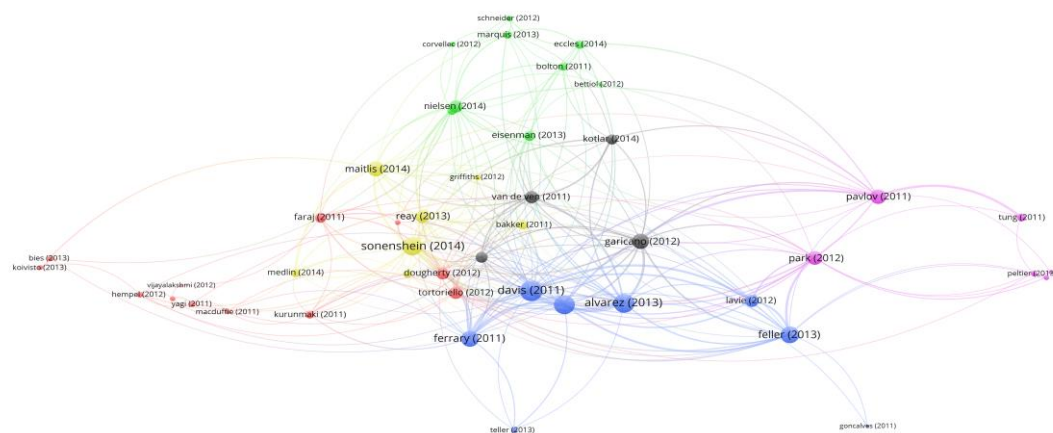 schneider (2012)
marquis (2013)
corvellec (2012)
eccles (2014)
bolton (2011)
bettiol (2012)
nielsen (2014)
eisenman (2013)
kotlar (2014)
maitlis (2014)
griffiths (2012)
van de ven (2011)
pavlov (2011)
faraj (2011)
reay (2013)
bakker (2011)
tung (2011)
sonenshein (2014)
garicano (2012)
bies (2013)
koivisto (2013)
medlin (2014)
dougherty (2012)
park (2012)
vijayalakshmi (2012)
hempel (2012)
yagi (2011)
macduffie (2011)
kurunmaki (2011)
tortoriello (2012)
davis (2011)
alvarez (2013)
lavie (2012)
ferrary (2011)
feller (2013)
teller (2013)
goncalves (2011)